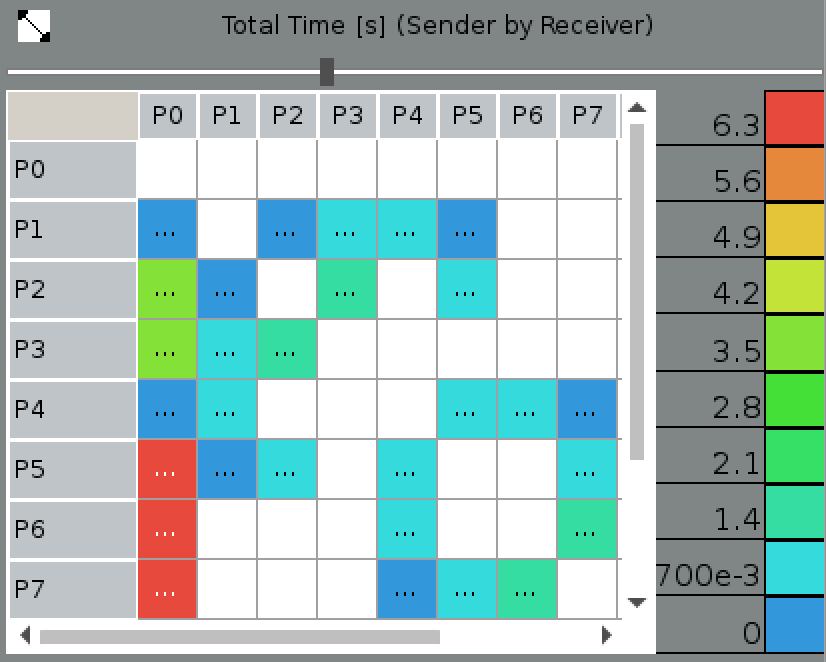 Total Time [s] (Sender by Receiver)
P0 P1 P2 P3 P4 P5 P6 P7
P0
P1 ... ... ... ... ...
P2 ... ... ... ...
P3 ... ... ...
P4 ... ... ... ... ...
P5 ... ... ... ... ...
P6 ... ... ...
P7 ... ... ... ...
6.3
5.6
4.9
4.2
3.5
2.8
2.1
1.4
700e-3
0